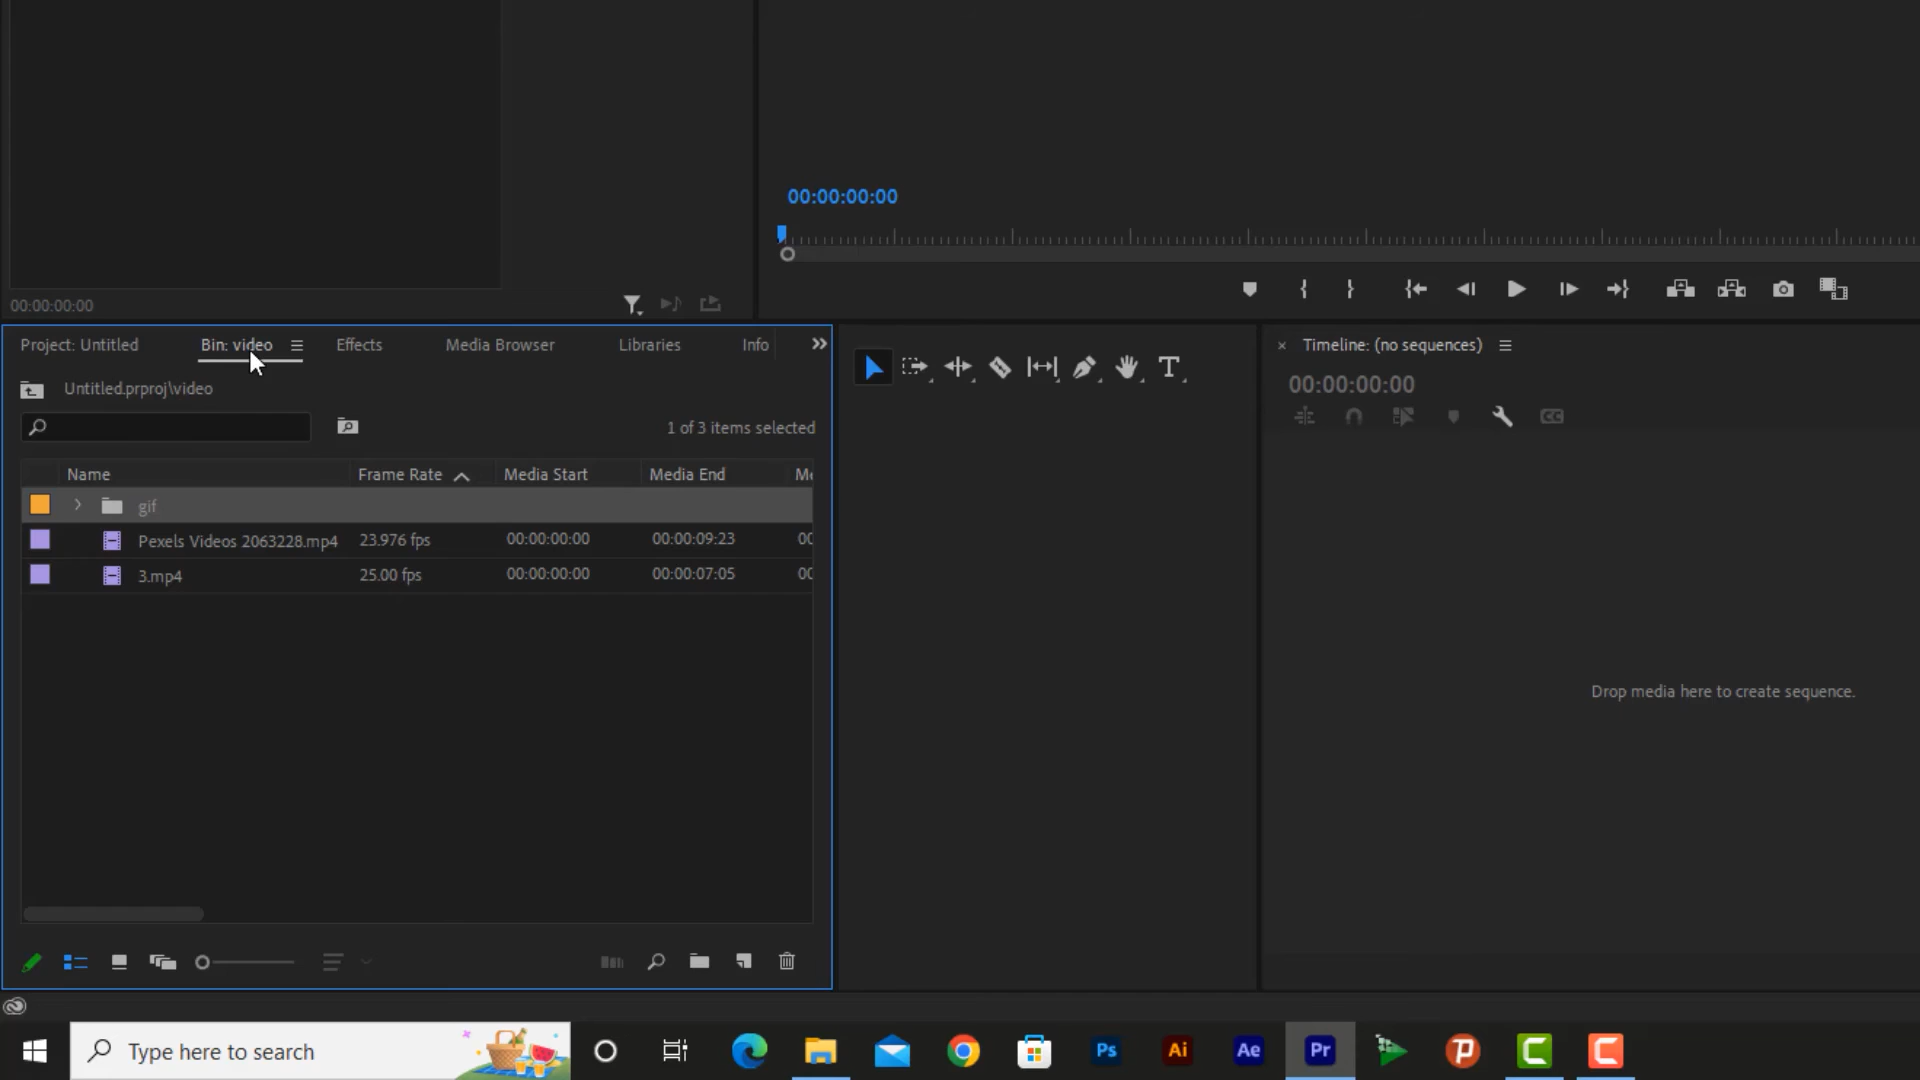 00:00:00:00
00:00:00:00
Project: Untitled
Bin: video
Effects
Media Browser
Libraries
Info
Timeline: (no sequences)
00:00:00:00
Untitled.prproj\video
1 of 3 items selected
Name
Frame Rate
Media Start
Media End
gif
Pexels Videos 2063228.mp4 23.976 fps 00:00:00:00 00:00:09:23
3.mp4 25.00 fps 00:00:00:00 00:00:07:05
Drop media here to create sequence.
Type here to search
Ps
Ai
Ae
Pr